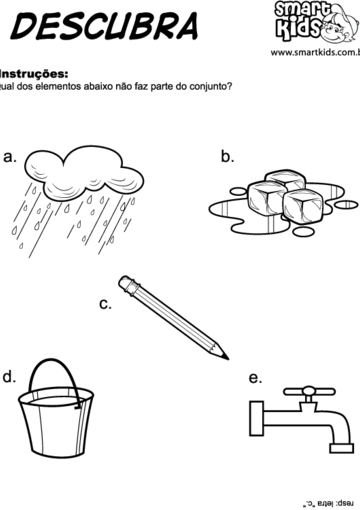 DESCUBRA
smart
Kids
www.smartkids.com.b
Instruções:
ual dos elementos abaixo não faz parte do conjunto?
a.
b.
c.
d.
e.
resp: letra "c".